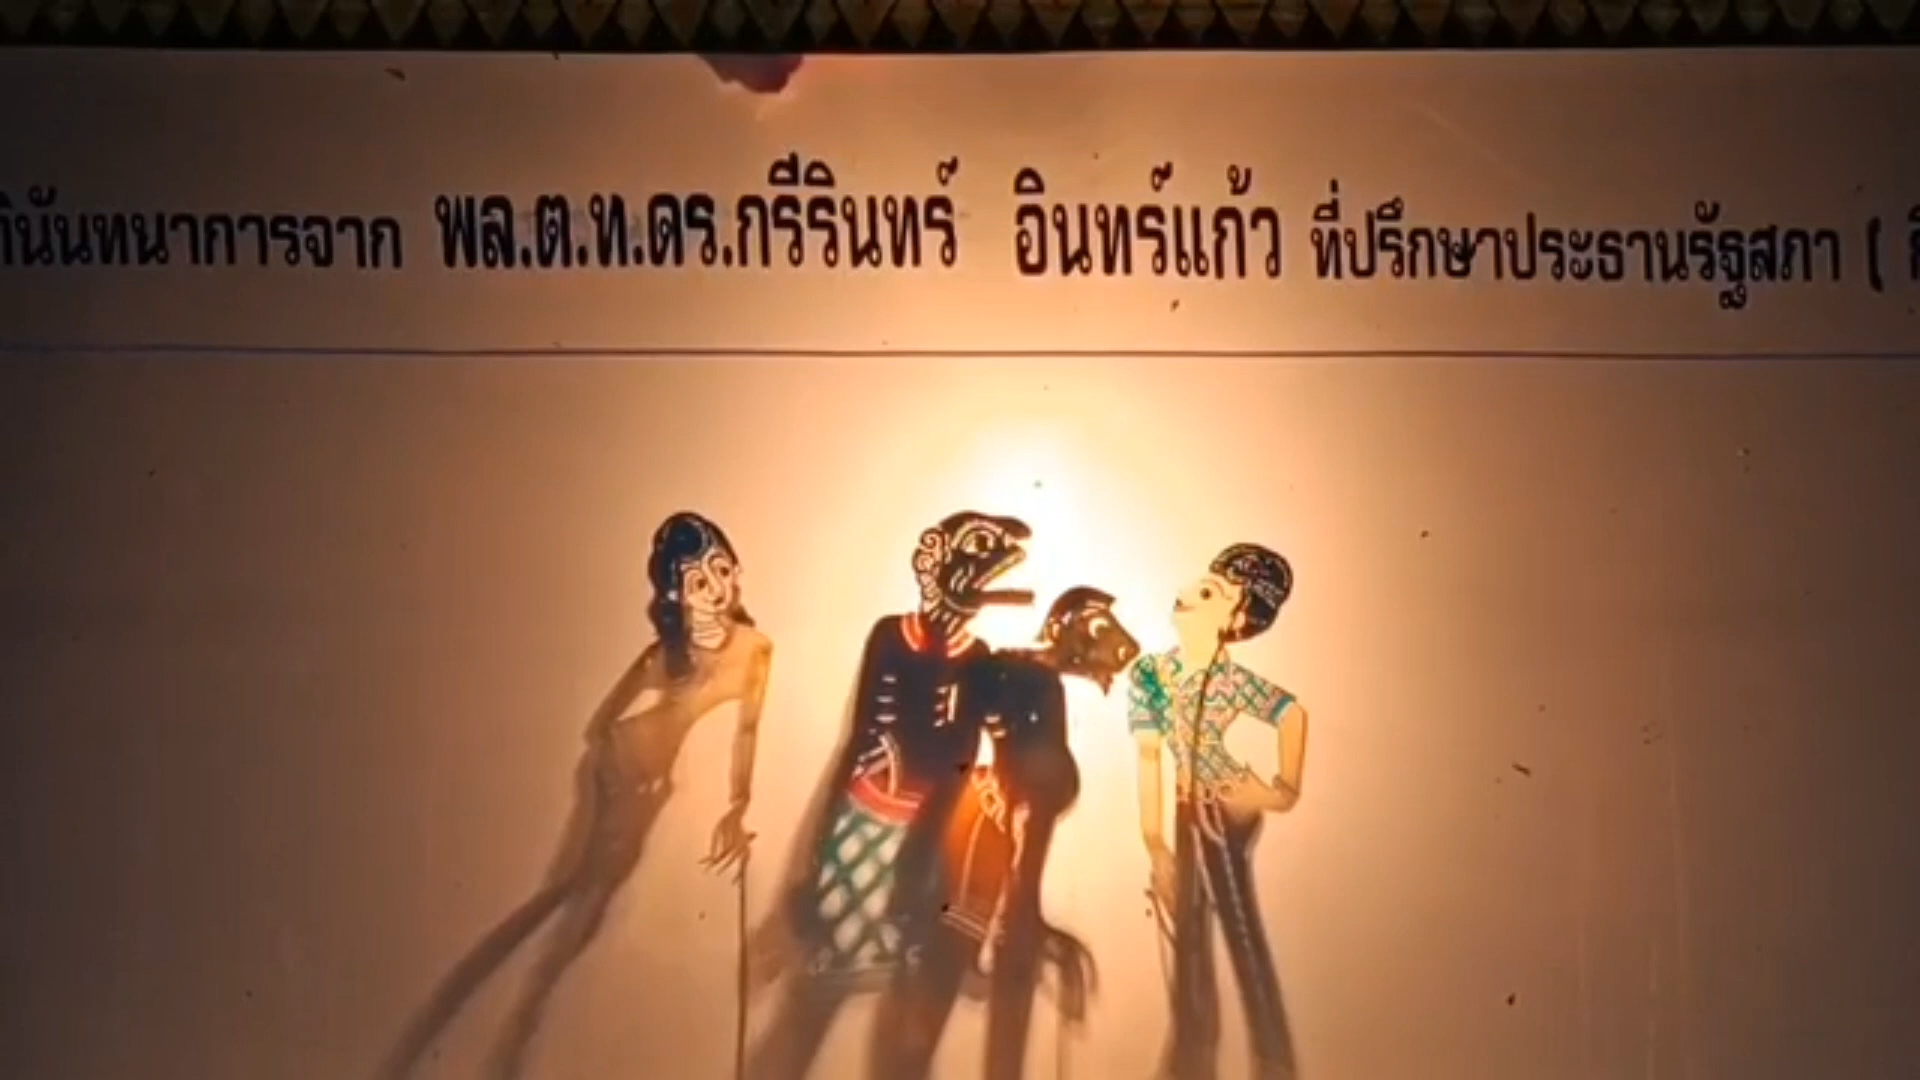 นันทนาการจาก พล.ต.ท.ดร.กรีรินทร์ อินทร์แก้ว ที่ปรึกษาประธานรัฐสภา (